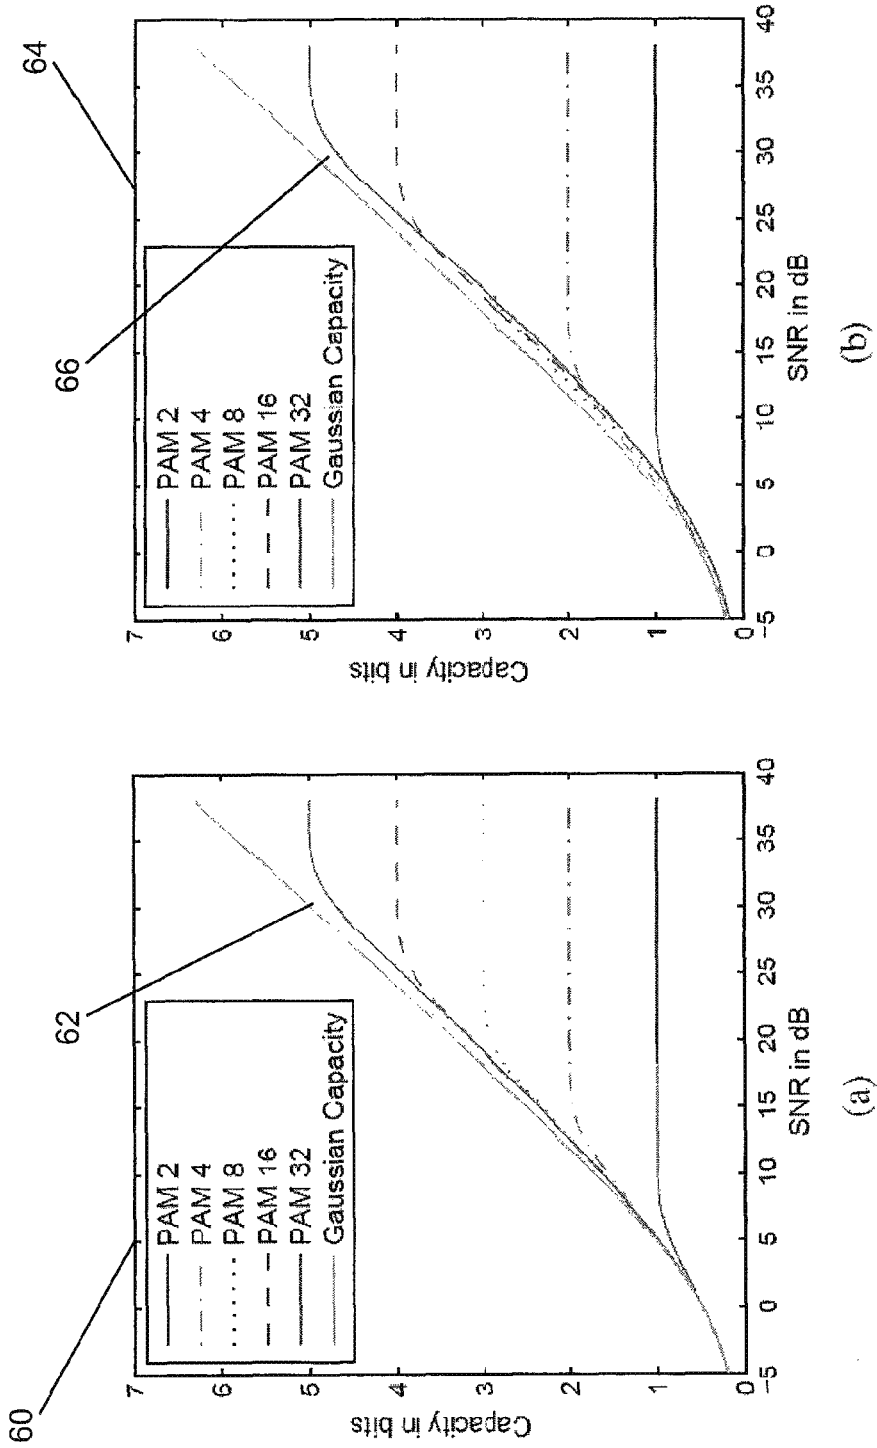 60
62
7
6
5
4
3
2
1
0
Capacity in bits
PAM 2
PAM 4
PAM 8
PAM 16
PAM 32
Gaussian Capacity
-5
0
5
10
15
20
25
30
35
40
SNR in dB
(a)
64
66
7
6
5
4
3
2
1
0
Capacity in bits
PAM 2
PAM 4
PAM 8
PAM 16
PAM 32
Gaussian Capacity
-5
0
5
10
15
20
25
30
35
40
SNR in dB
(b)